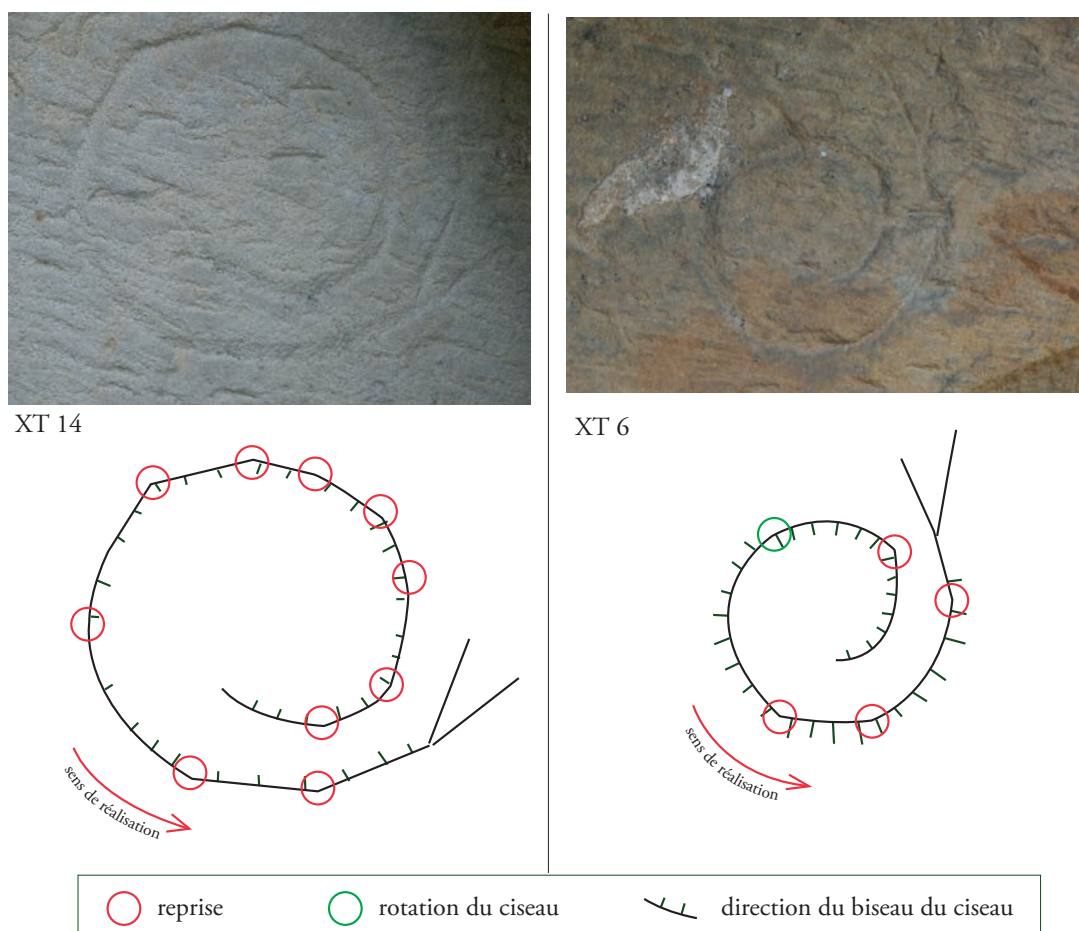 XT 14
XT 6
sens de réalisation
sens de réalisation
reprise
rotation du ciseau
direction du biseau du ciseau